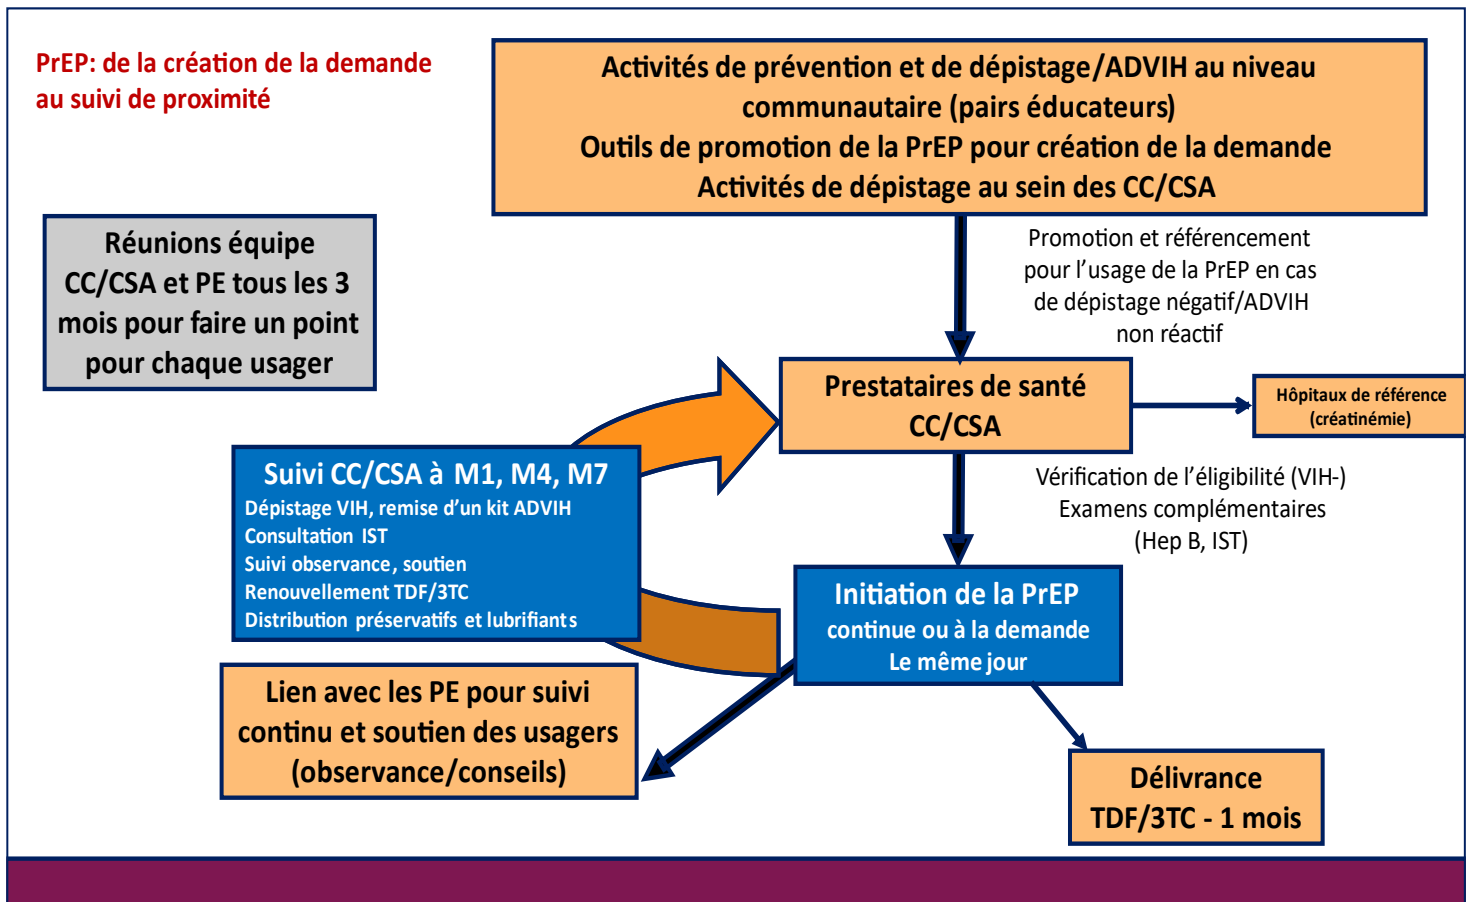 PrEP: de la création de la demande
au suivi de proximité
Activités de prévention et de dépistage/ADVIH au niveau
communautaire (pairs éducateurs)
Outils de promotion de la PrEP pour création de la demande
Activités de dépistage au sein des CC/CSA
Réunions équipe
CC/CSA et PE tous les 3
mois pour faire un point
pour chaque usager
Promotion et référencement
pour l'usage de la PrEP en cas
de dépistage négatif/ADVIH
non réactif
Prestataires de santé
CC/CSA
Hôpitaux de référence
(créatinémie)
Vérification de l'éligibilité (VIH-)
Examens complémentaires
(Hep B, IST)
Suivi CC/CSA à M1, M4, M7
Dépistage VIH, remise d'un kit ADVIH
Consultation IST
Suivi observance, soutien
Renouvellement TDF/3TC
Distribution préservatifs et lubrifiants
Initiation de la PrEP
continue ou à la demande
Le même jour
Lien avec les PE pour suivi
continu et soutien des usagers
(observance/conseils)
Délivrance
TDF/3TC - 1 mois